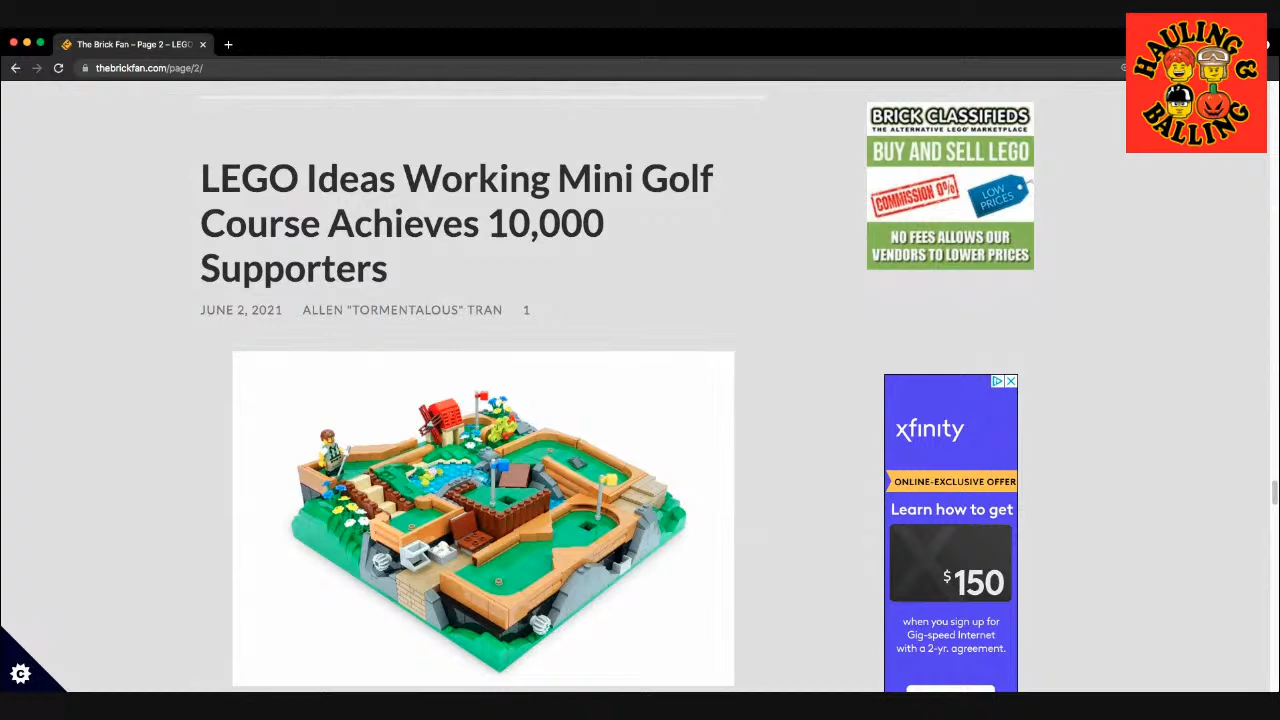 The Brick Fan – Page 2 – LEGO
thebrickfan.com/page/2/
HAULING &
BALLING
LEGO Ideas Working Mini Golf
Course Achieves 10,000
Supporters
JUNE 2, 2021 ALLEN "TORMENTALOUS" TRAN 1
BRICK CLASSIFIEDS
THE ALTERNATIVE LEGO MARKETPLACE
BUY AND SELL LEGO
COMMISSION 0%
LOW
PRICES
NO FEES ALLOWS OUR
VENDORS TO LOWER PRICES
xfinity
ONLINE-EXCLUSIVE OFFER
Learn how to get
$150
when you sign up for
Gig-speed Internet
with a 2-yr. agreement.
C